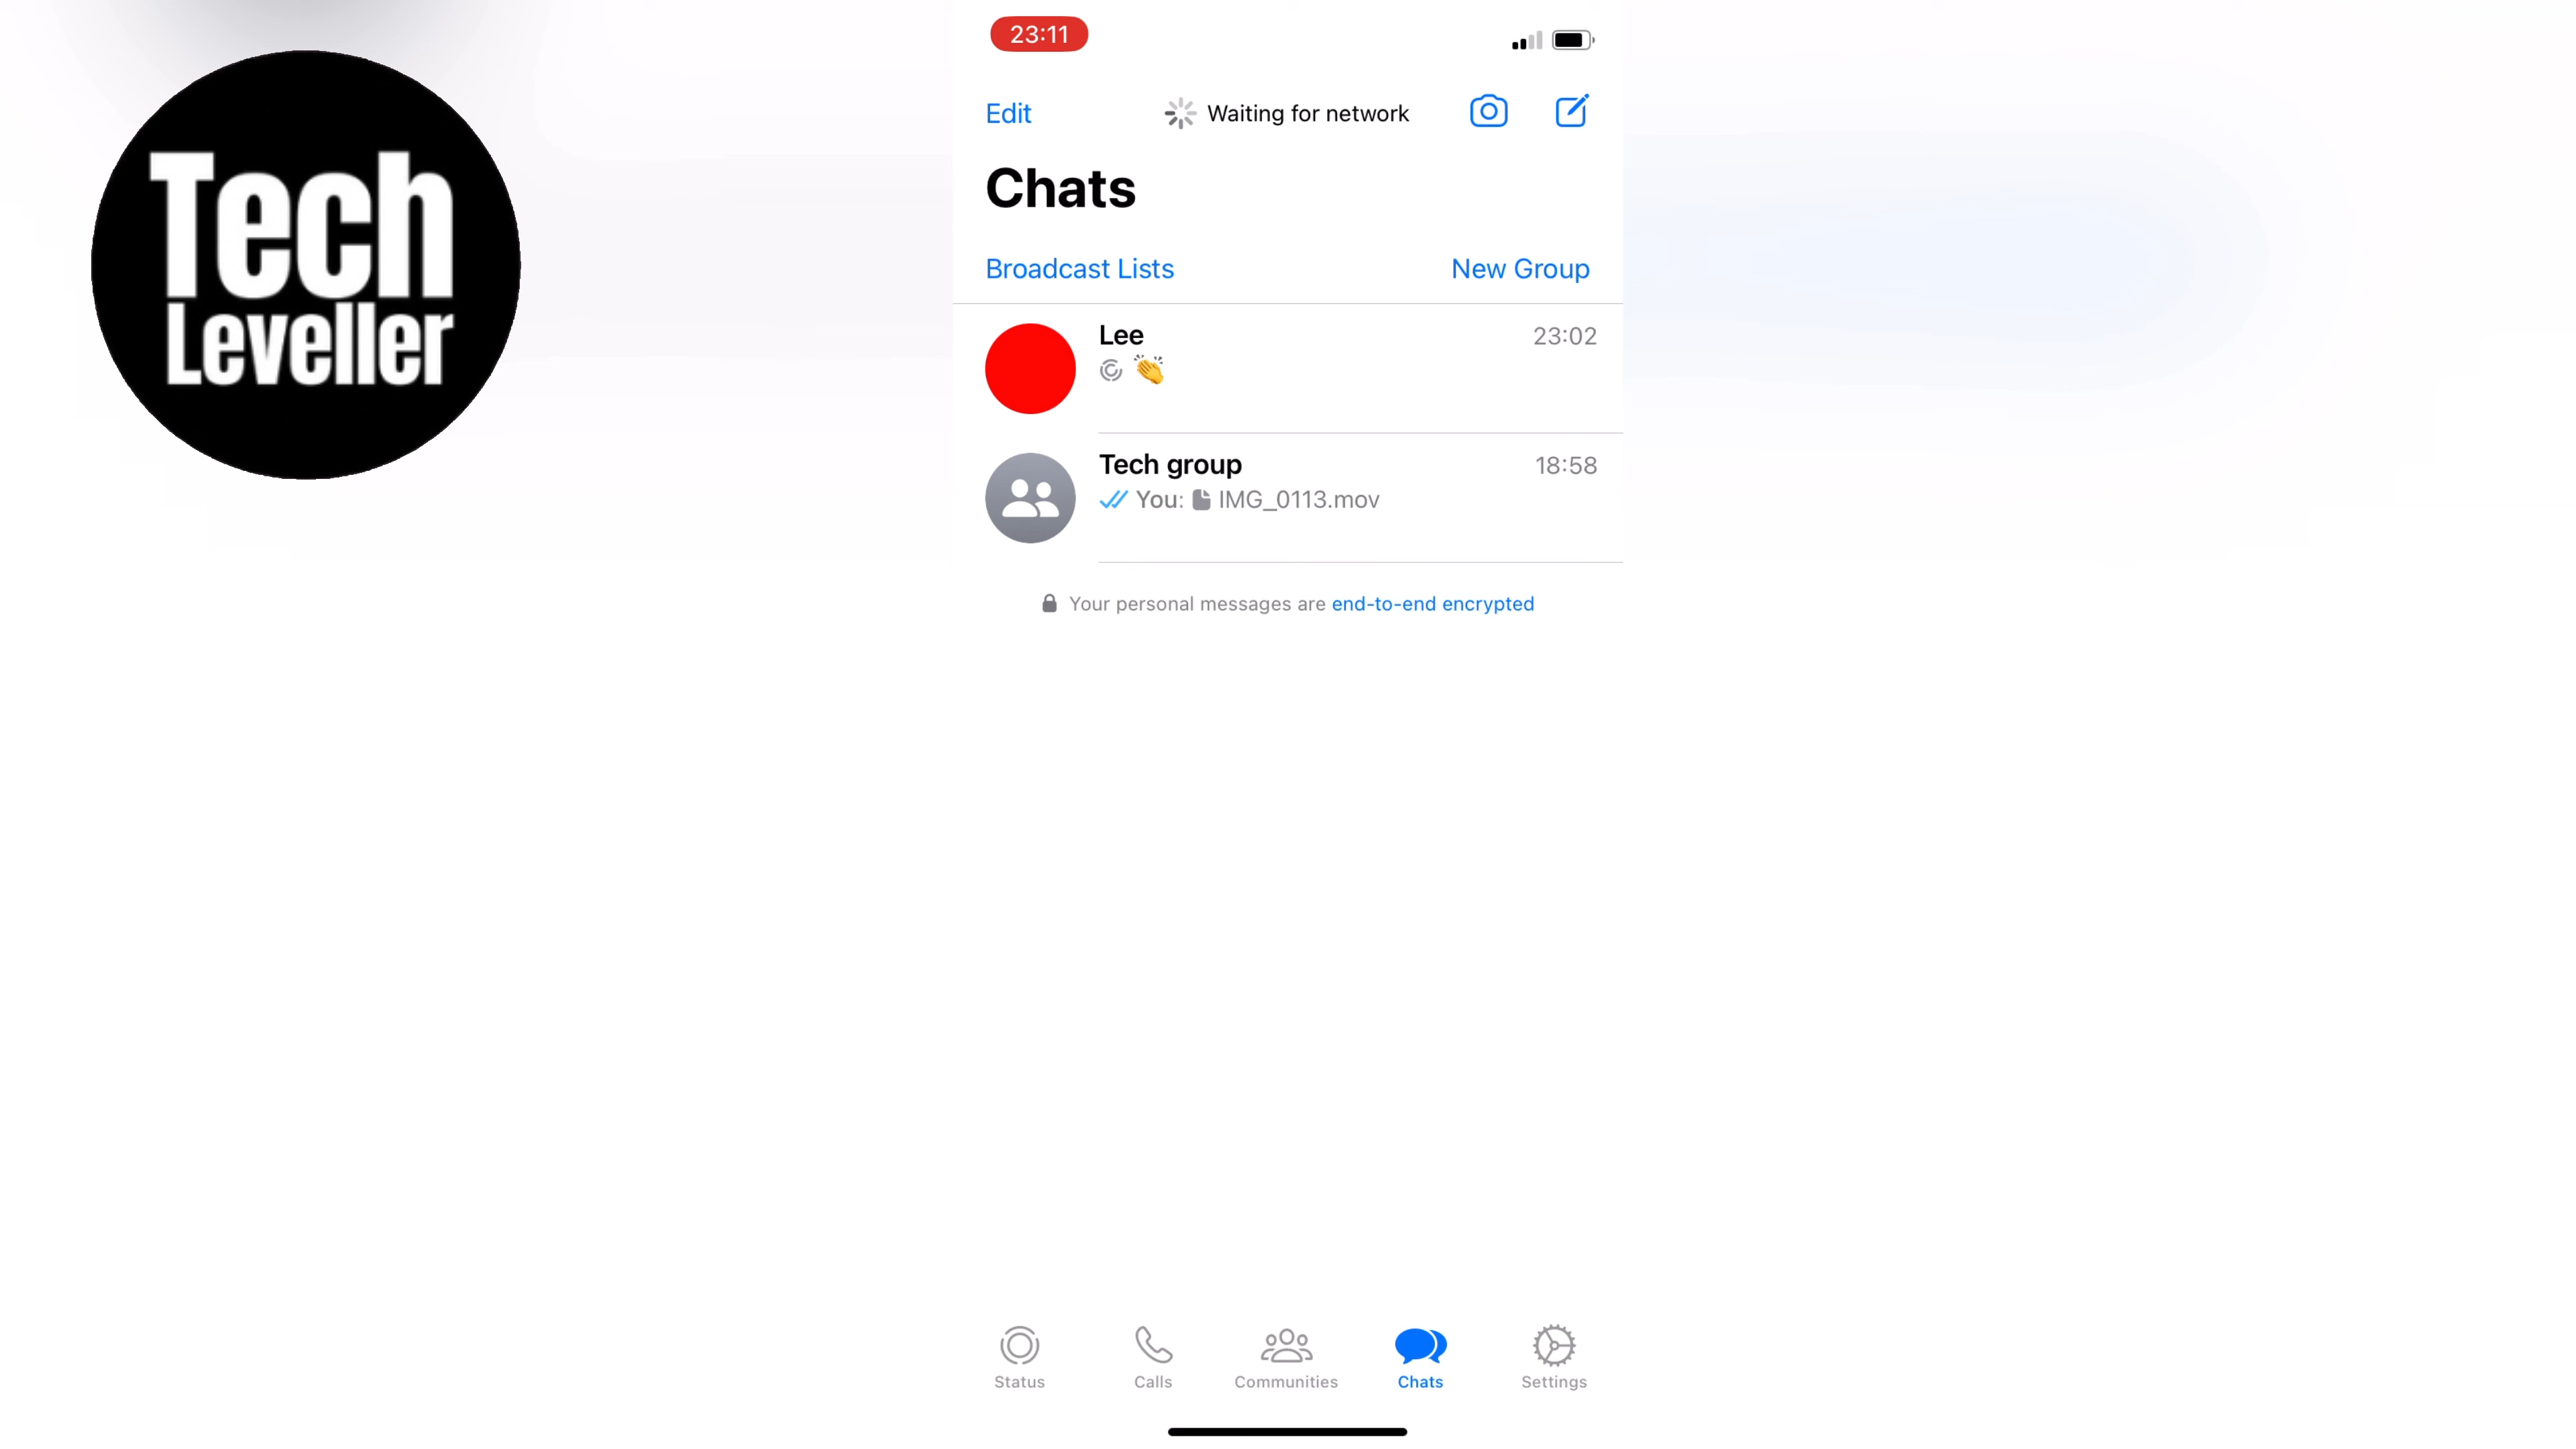 Tech
Leveller
23:11
Edit
Waiting for network
Chats
Broadcast Lists
New Group
Lee
23:02
👏
Tech group
18:58
You: IMG_0113.mov
Your personal messages are end-to-end encrypted
Status
Calls
Communities
Chats
Settings